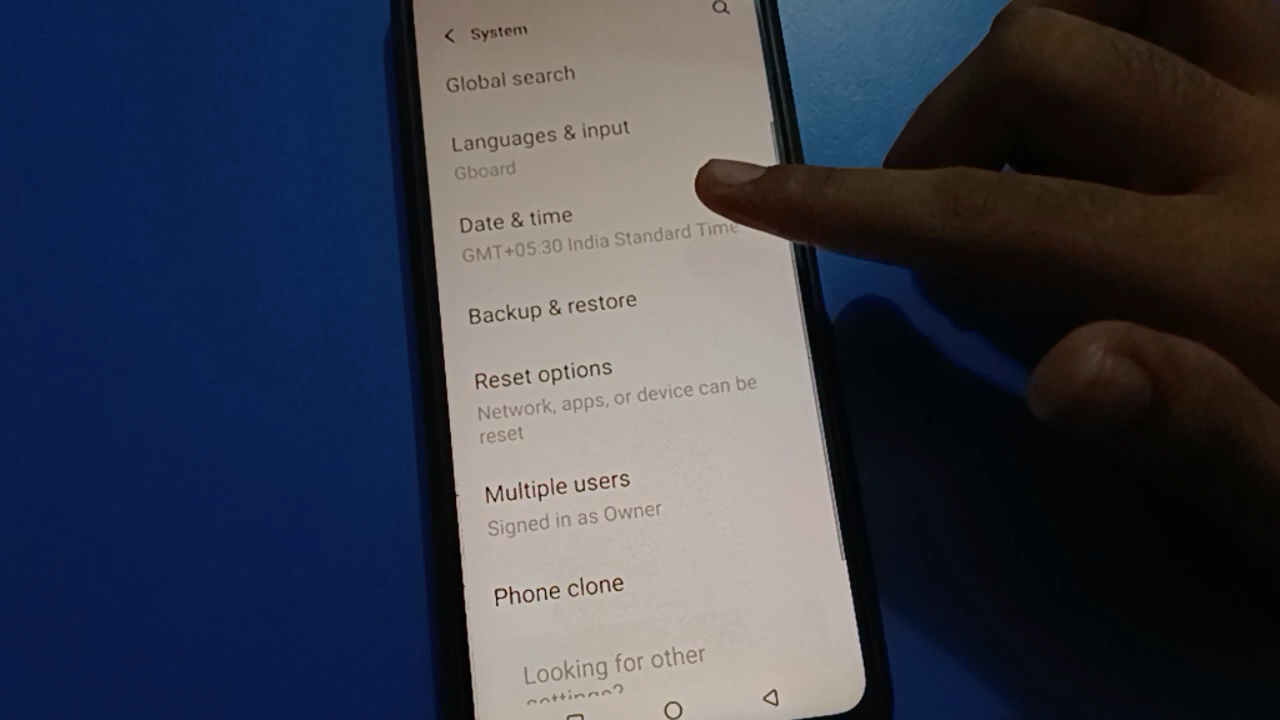 System
Global search
Languages & input
Gboard
Date & time
GMT+05:30 India Standard Time
Backup & restore
Reset options
Network, apps, or device can be
reset
Multiple users
Signed in as Owner
Phone clone
Looking for other
settings?